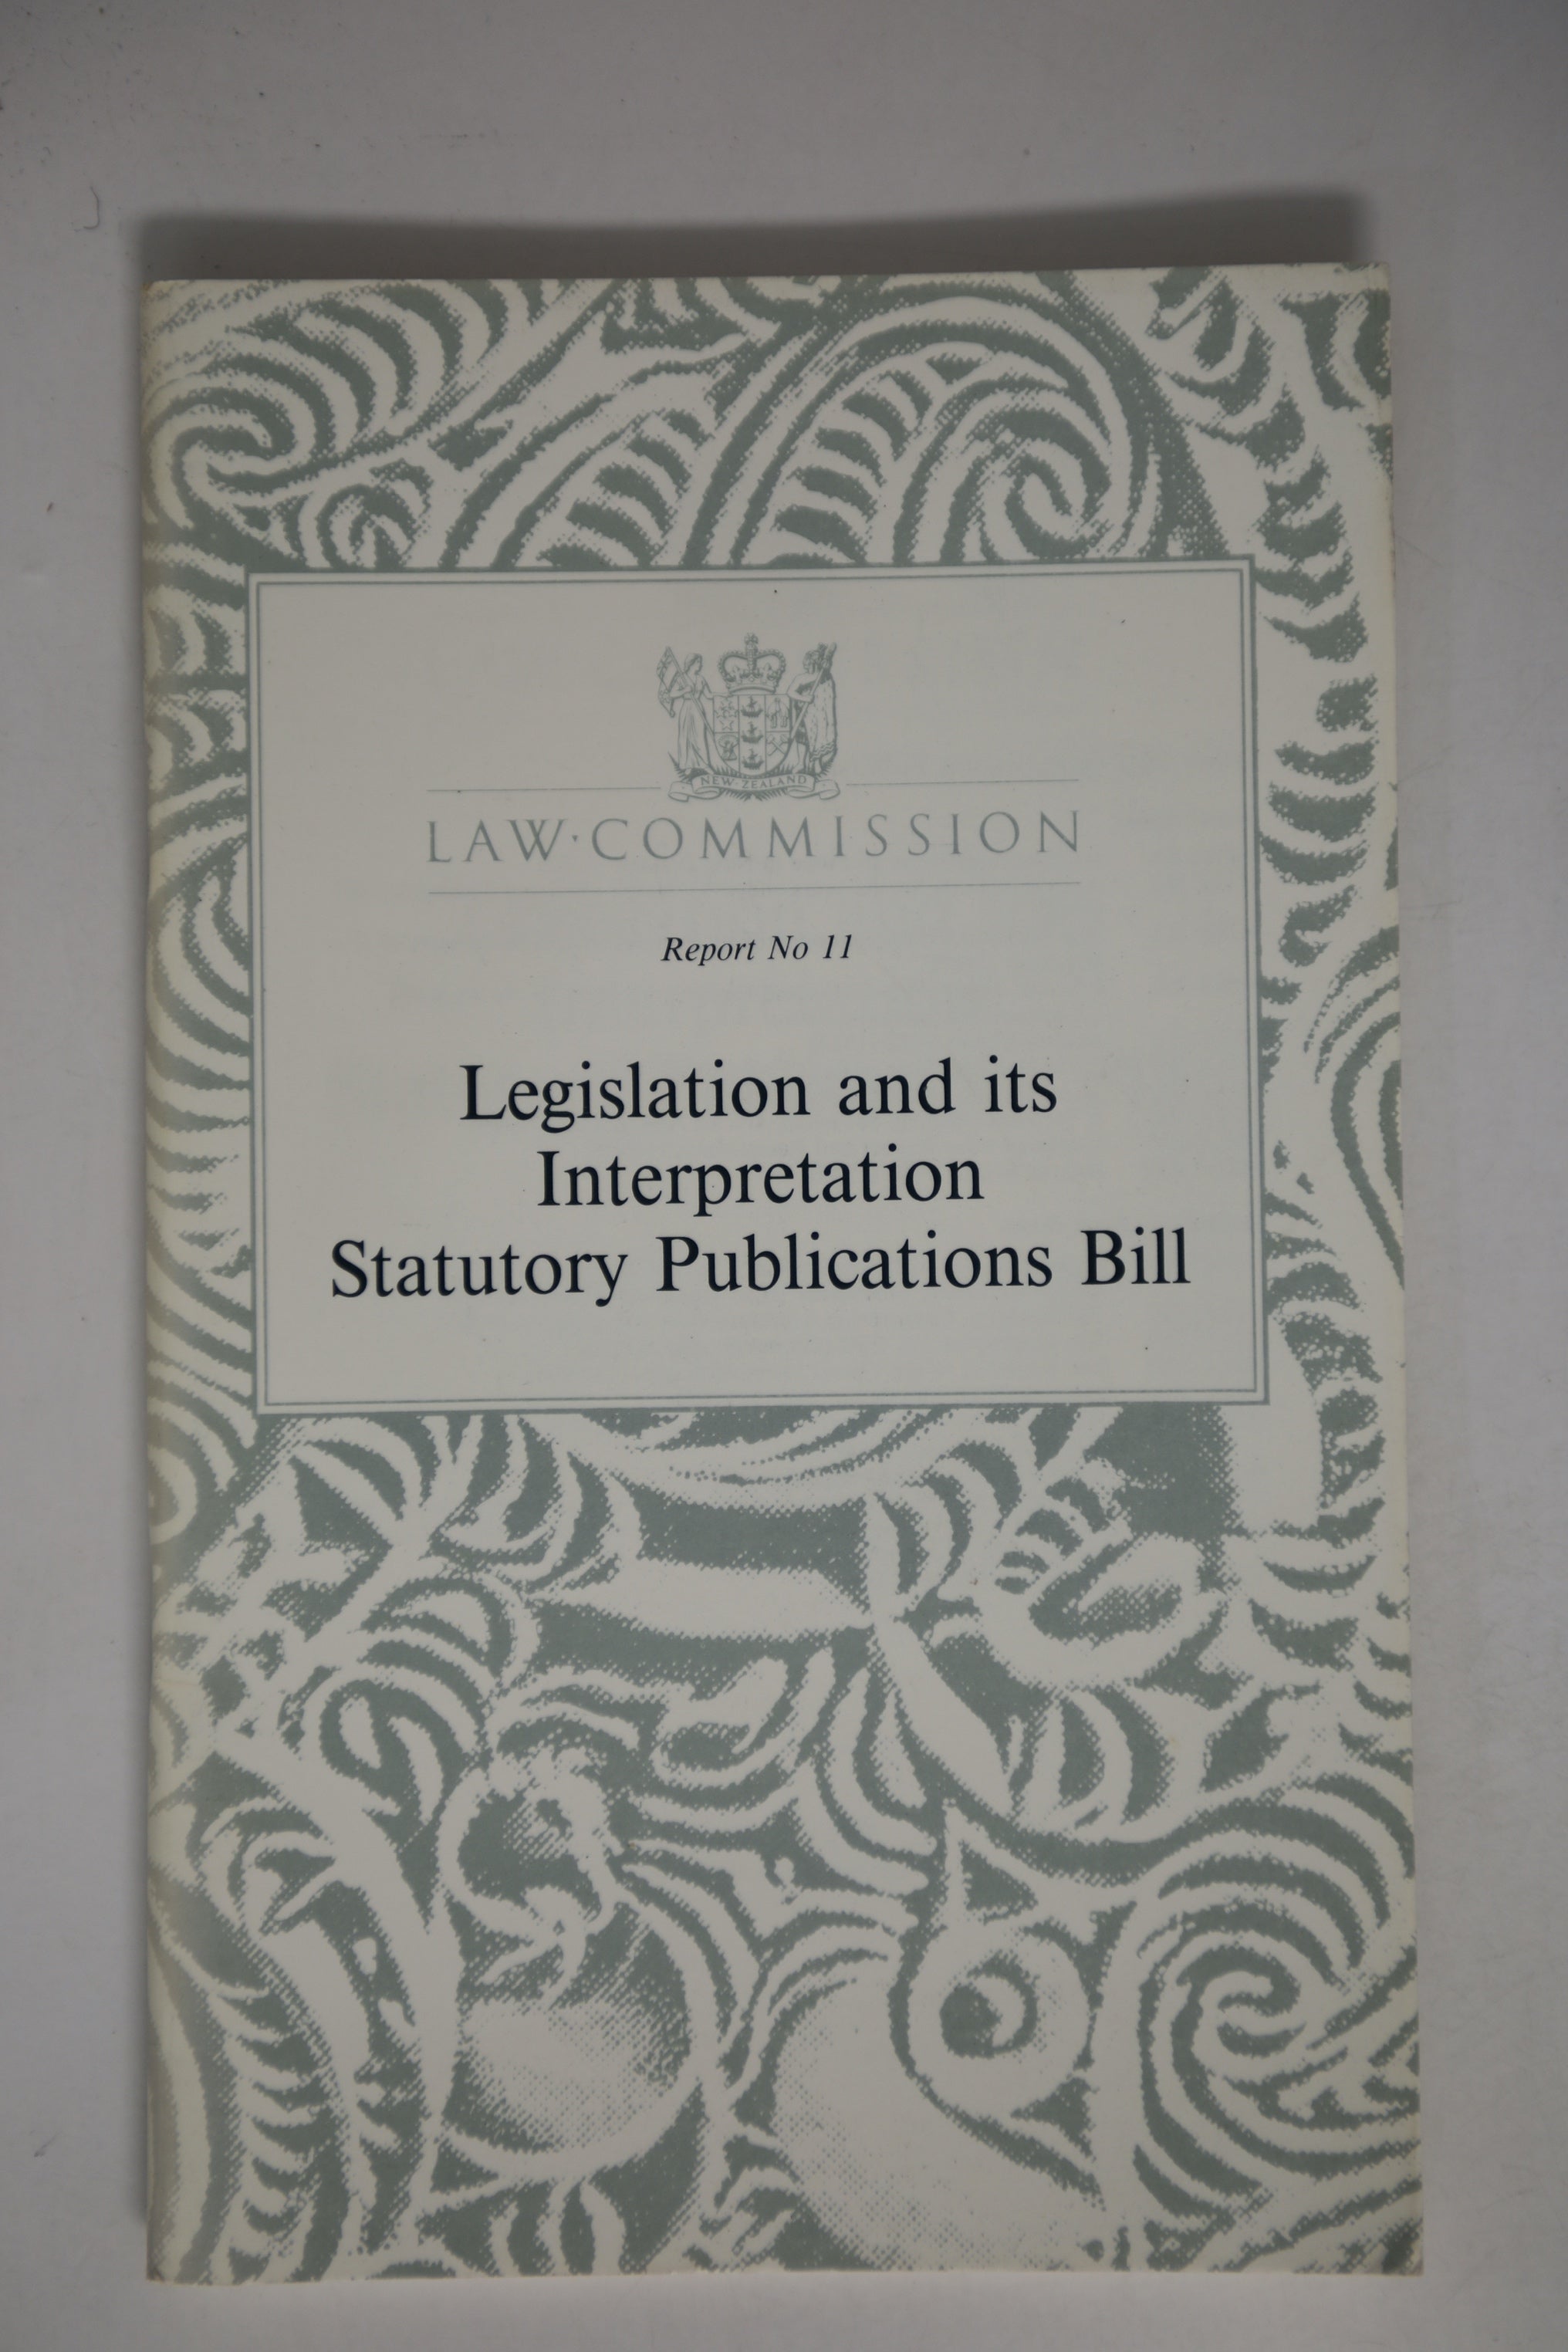 NEW·ZEALAND
LAW·COMMISSION
Report No 11
Legislation and its
Interpretation
Statutory Publications Bill